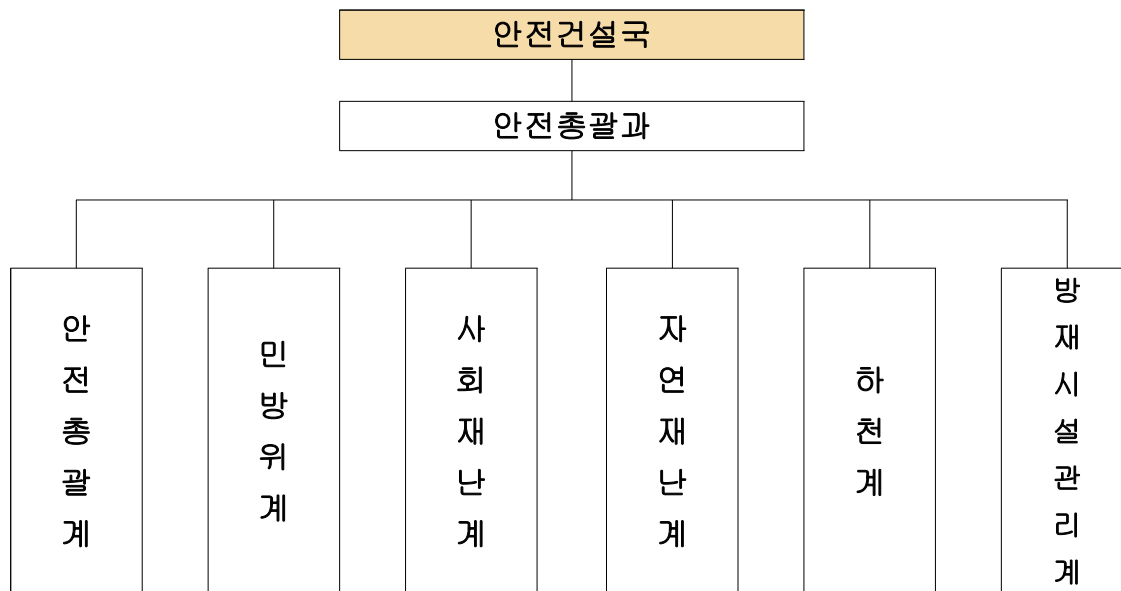 안전건설국
안전총괄과
안전총괄계
민방위계
사회재난계
자연재난계
하천계
방재시설관리계